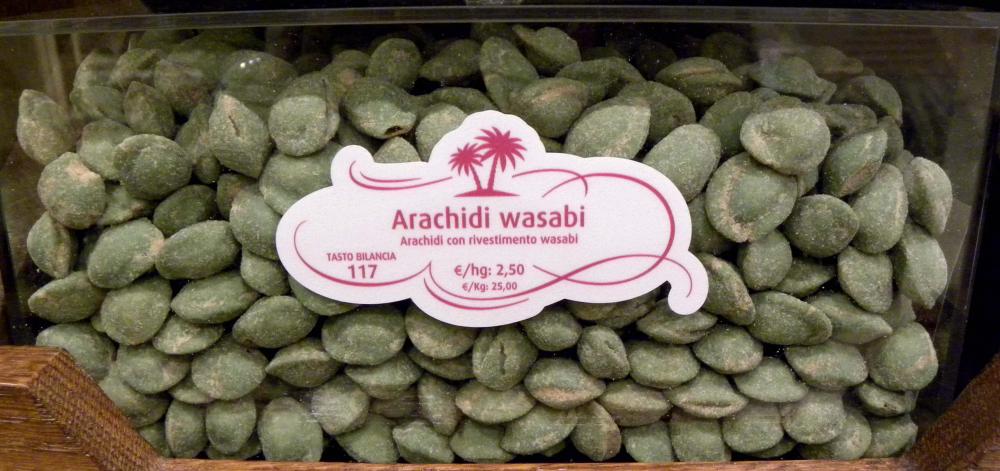 Arachidi wasabi
Arachidi con rivestimento wasabi
TASTO BILANCIA
117
€/hg: 2,50
€/Kg: 25,00